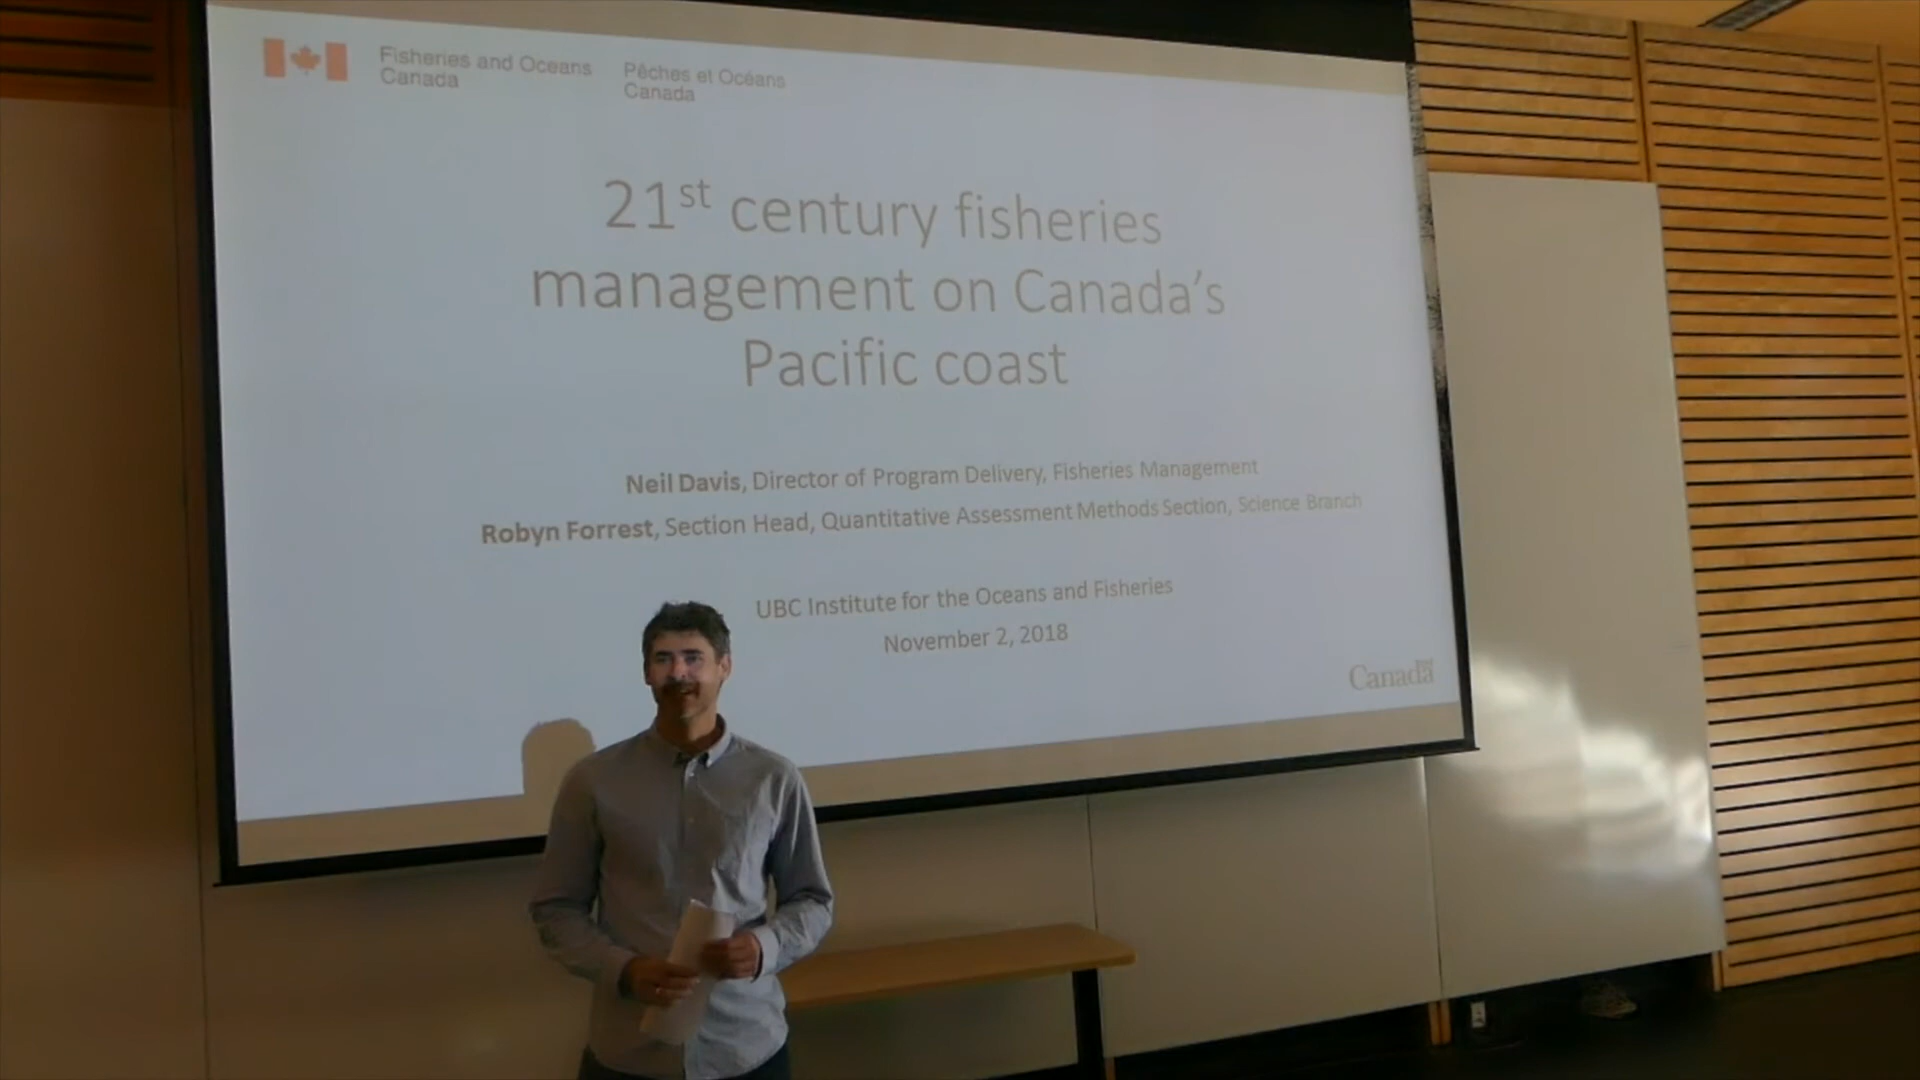 Fisheries and Oceans
Canada
Pêches et Océans
Canada
21st century fisheries
management on Canada's
Pacific coast
Neil Davis, Director of Program Delivery, Fisheries Management
Robyn Forrest, Section Head, Quantitative Assessment Methods Section, Science Branch
UBC Institute for the Oceans and Fisheries
November 2, 2018
Canada